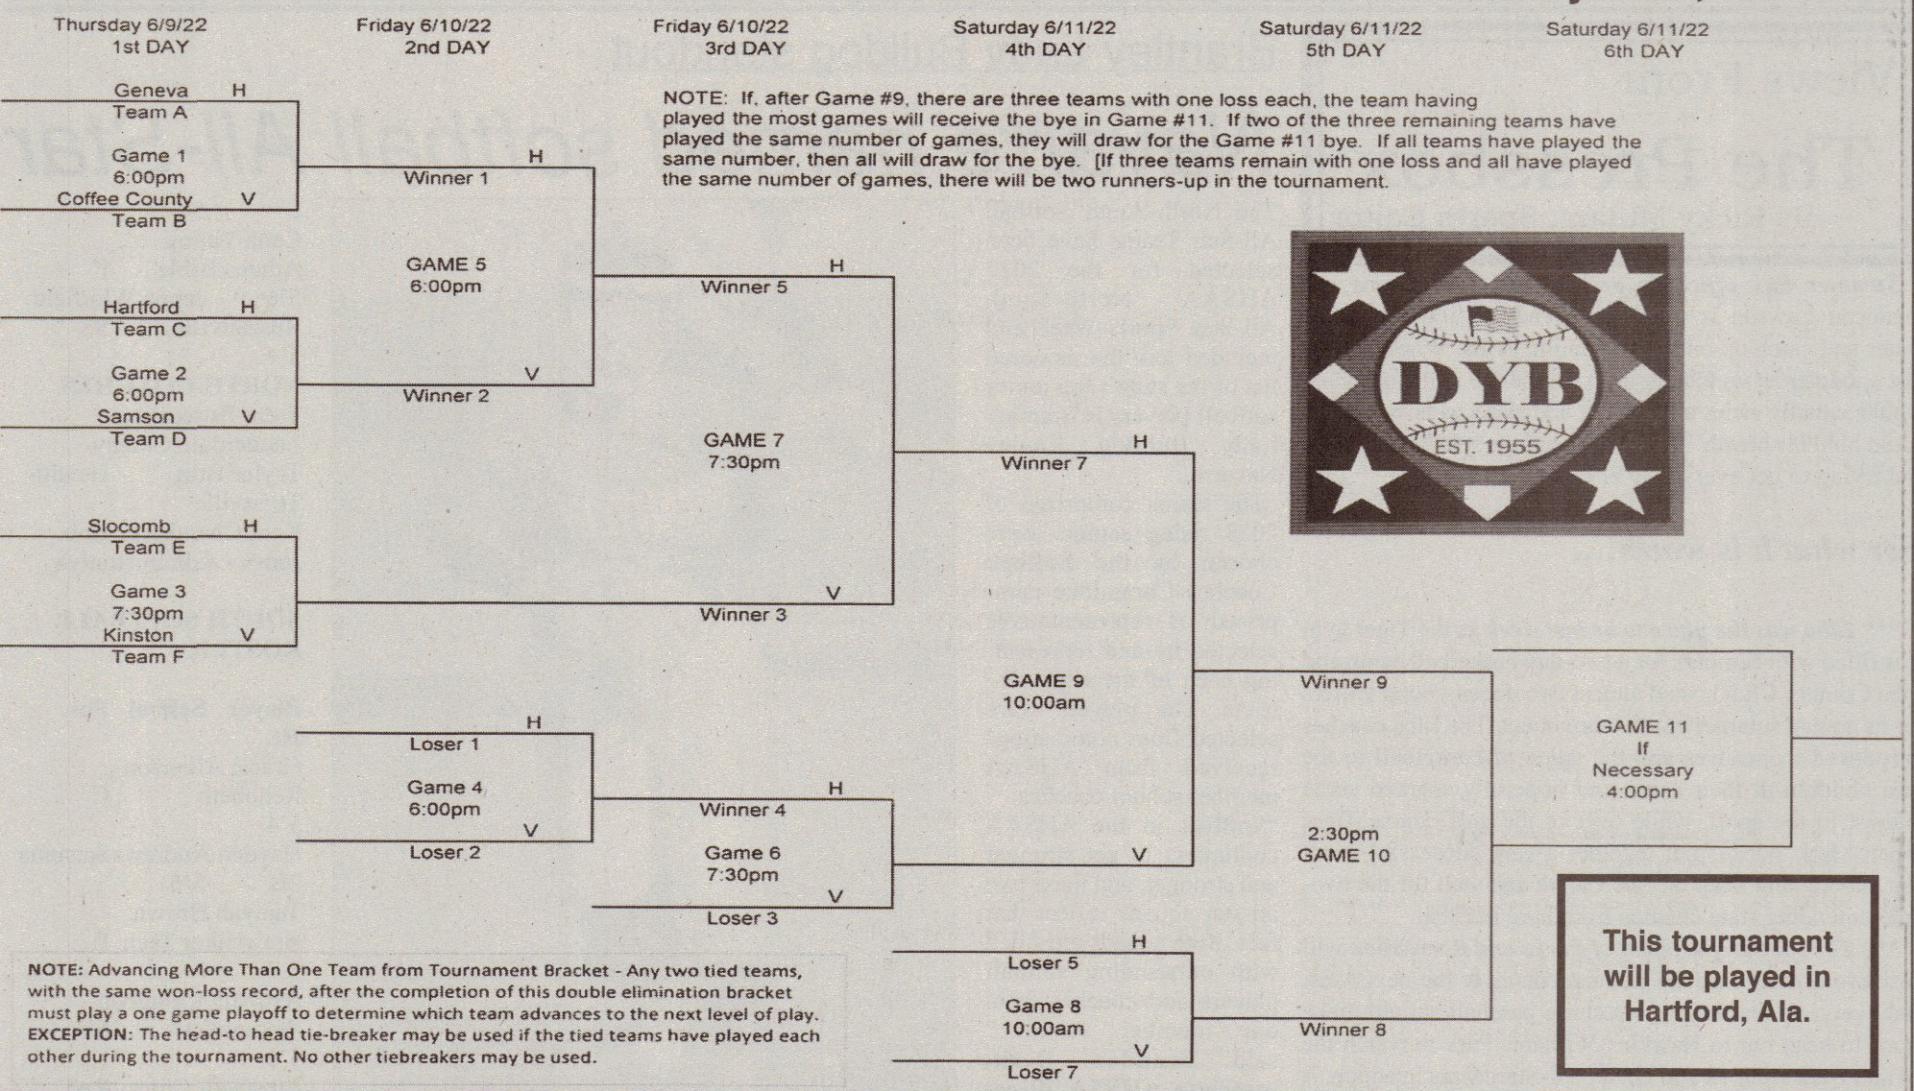 Thursday 6/9/22
1st DAY
Friday 6/10/22
2nd DAY
Friday 6/10/22
3rd DAY
Saturday 6/11/22
4th DAY
Saturday 6/11/22
5th DAY
Saturday 6/11/22
6th DAY
NOTE: If, after Game #9, there are three teams with one loss each, the team having
played the most games will receive the bye in Game #11. If two of the three remaining teams have
played the same number of games, they will draw for the Game #11 bye. If all teams have played the
same number, then all will draw for the bye. [If three teams remain with one loss and all have played
the same number of games, there will be two runners-up in the tournament.
Geneva H
Team A
Game 1
6:00pm
Coffee County V
Team B
Hartford H
Team C
Game 2
6:00pm
Samson V
Team D
Slocomb H
Team E
Game 3
7:30pm
Kinston V
Team F
H
Winner 1
GAME 5
6:00pm
V
Winner 2
H
Loser 1
Game 4
6:00pm
V
Loser 2
H
Winner 5
GAME 7
7:30pm
V
Winner 3
H
Winner 4
Game 6
7:30pm
V
Loser 3
H
Winner 7
GAME 9
10:00am
V
H
Loser 5
Game 8
10:00am
V
Loser 7
Winner 9
2:30pm
GAME 10
Winner 8
GAME 11
If
Necessary
4:00pm
DYB
EST. 1955
This tournament
will be played in
Hartford, Ala.
NOTE: Advancing More Than One Team from Tournament Bracket - Any two tied teams,
with the same won-loss record, after the completion of this double elimination bracket
must play a one game playoff to determine which team advances to the next level of play.
EXCEPTION: The head-to head tie-breaker may be used if the tied teams have played each
other during the tournament. No other tiebreakers may be used.